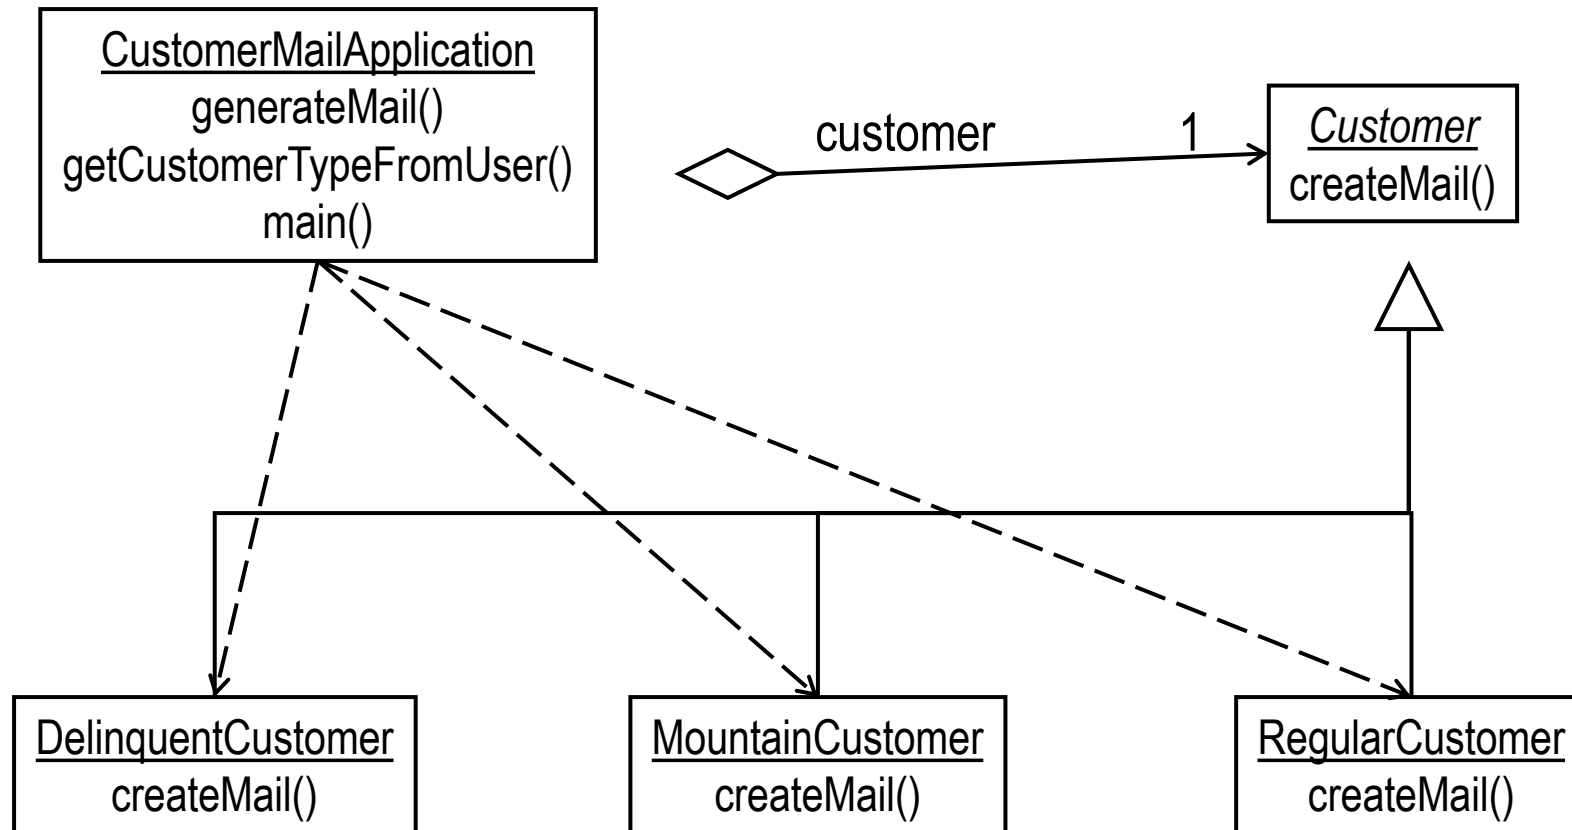 CustomerMailApplication
generateMail()
getCustomerTypeFromUser()
main()
customer 1
Customer
createMail()
DelinquentCustomer
createMail()
MountainCustomer
createMail()
RegularCustomer
createMail()